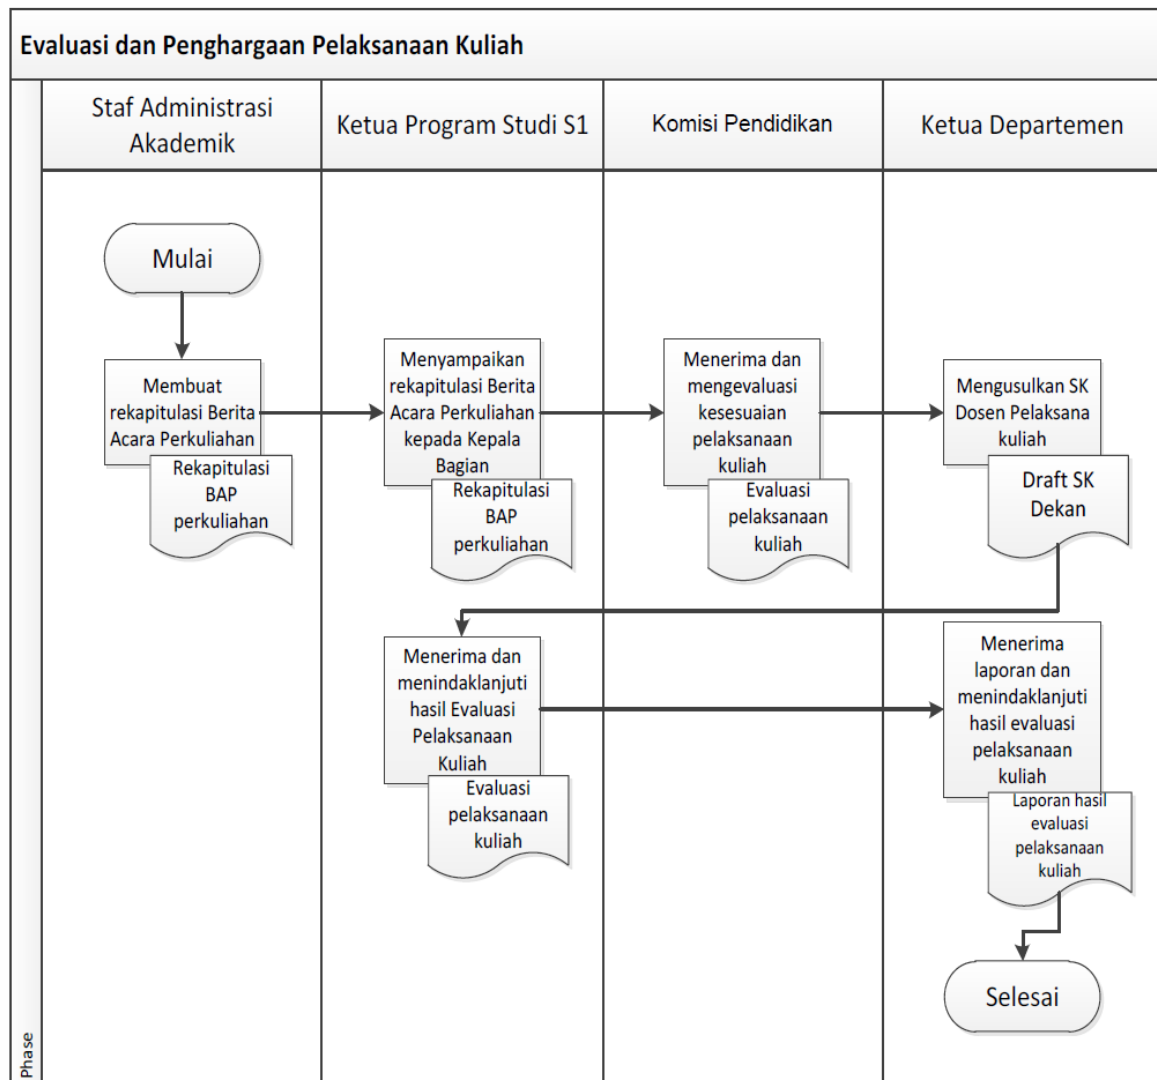 Evaluasi dan Penghargaan Pelaksanaan Kuliah
Staf Administrasi
Akademik
Ketua Program Studi S1
Komisi Pendidikan
Ketua Departemen
Mulai
Membuat
rekapitulasi Berita
Acara Perkuliahan
Rekapitulasi
BAP
perkuliahan
Menyampaikan
rekapitulasi Berita
Acara Perkuliahan
kepada Kepala
Bagian
Rekapitulasi
BAP
perkuliahan
Menerima dan
mengevaluasi
kesesuaian
pelaksanaan
kuliah
Evaluasi
pelaksanaan
kuliah
Mengusulkan SK
Dosen Pelaksana
kuliah
Draft SK
Dekan
Menerima dan
menindaklanjuti
hasil Evaluasi
Pelaksanaan
Kuliah
Evaluasi
pelaksanaan
kuliah
Menerima
laporan dan
menindaklanjuti
hasil evaluasi
pelaksanaan
kuliah
Laporan hasil
evaluasi
pelaksanaan
kuliah
Selesai
Phase